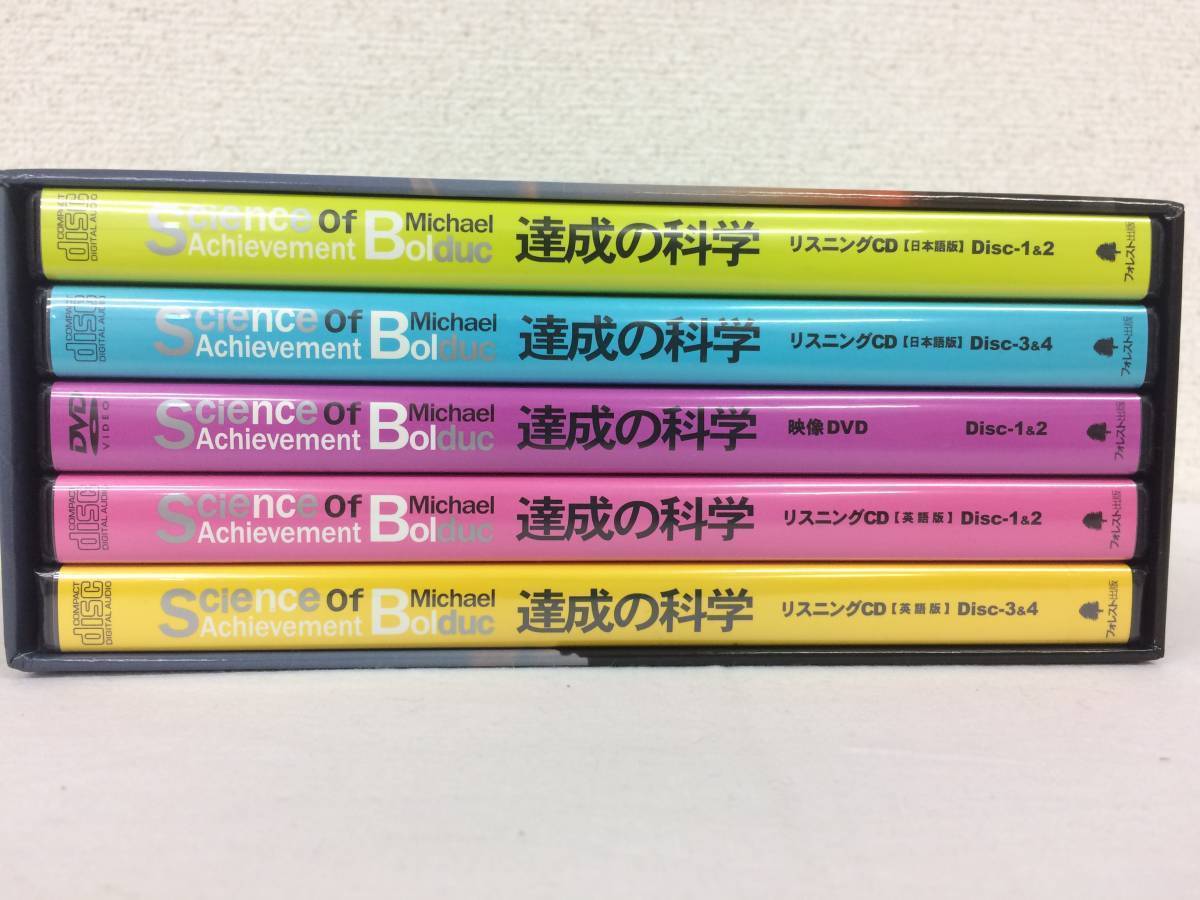 COMPACT disc DIGITAL AUDIO Science Of Achievement Michael Bolduc 達成の科学 リスニングCD【日本語版】 Disc-1&2 フォレスト出版
COMPACT disc DIGITAL AUDIO Science Of Achievement Michael Bolduc 達成の科学 リスニングCD【日本語版】 Disc-3&4 フォレスト出版
DVD VIDEO Science Of Achievement Michael Bolduc 達成の科学 映像DVD Disc-1&2 フォレスト出版
COMPACT disc DIGITAL AUDIO Science Of Achievement Michael Bolduc 達成の科学 リスニングCD【英語版】 Disc-1&2 フォレスト出版
COMPACT disc DIGITAL AUDIO Science Of Achievement Michael Bolduc 達成の科学 リスニングCD【英語版】 Disc-3&4 フォレスト出版